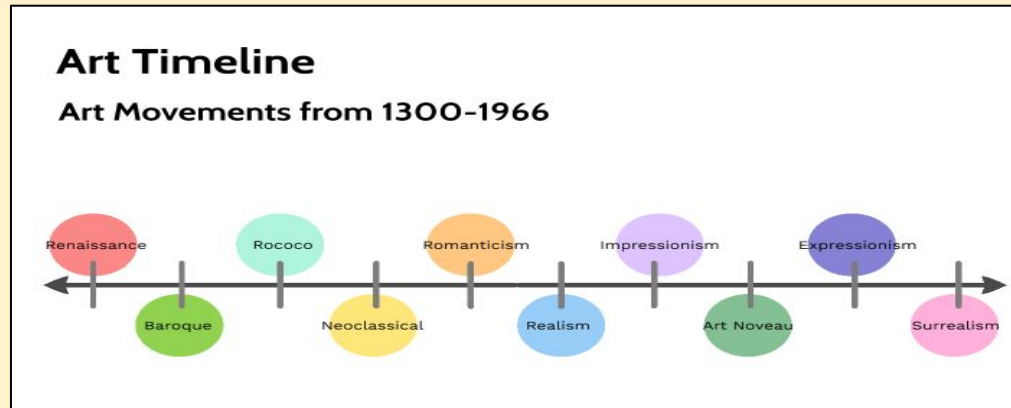 Art Timeline
Art Movements from 1300-1966
Renaissance Rococo Romanticism Impressionism Expressionism
Baroque Neoclassical Realism Art Noveau Surrealism